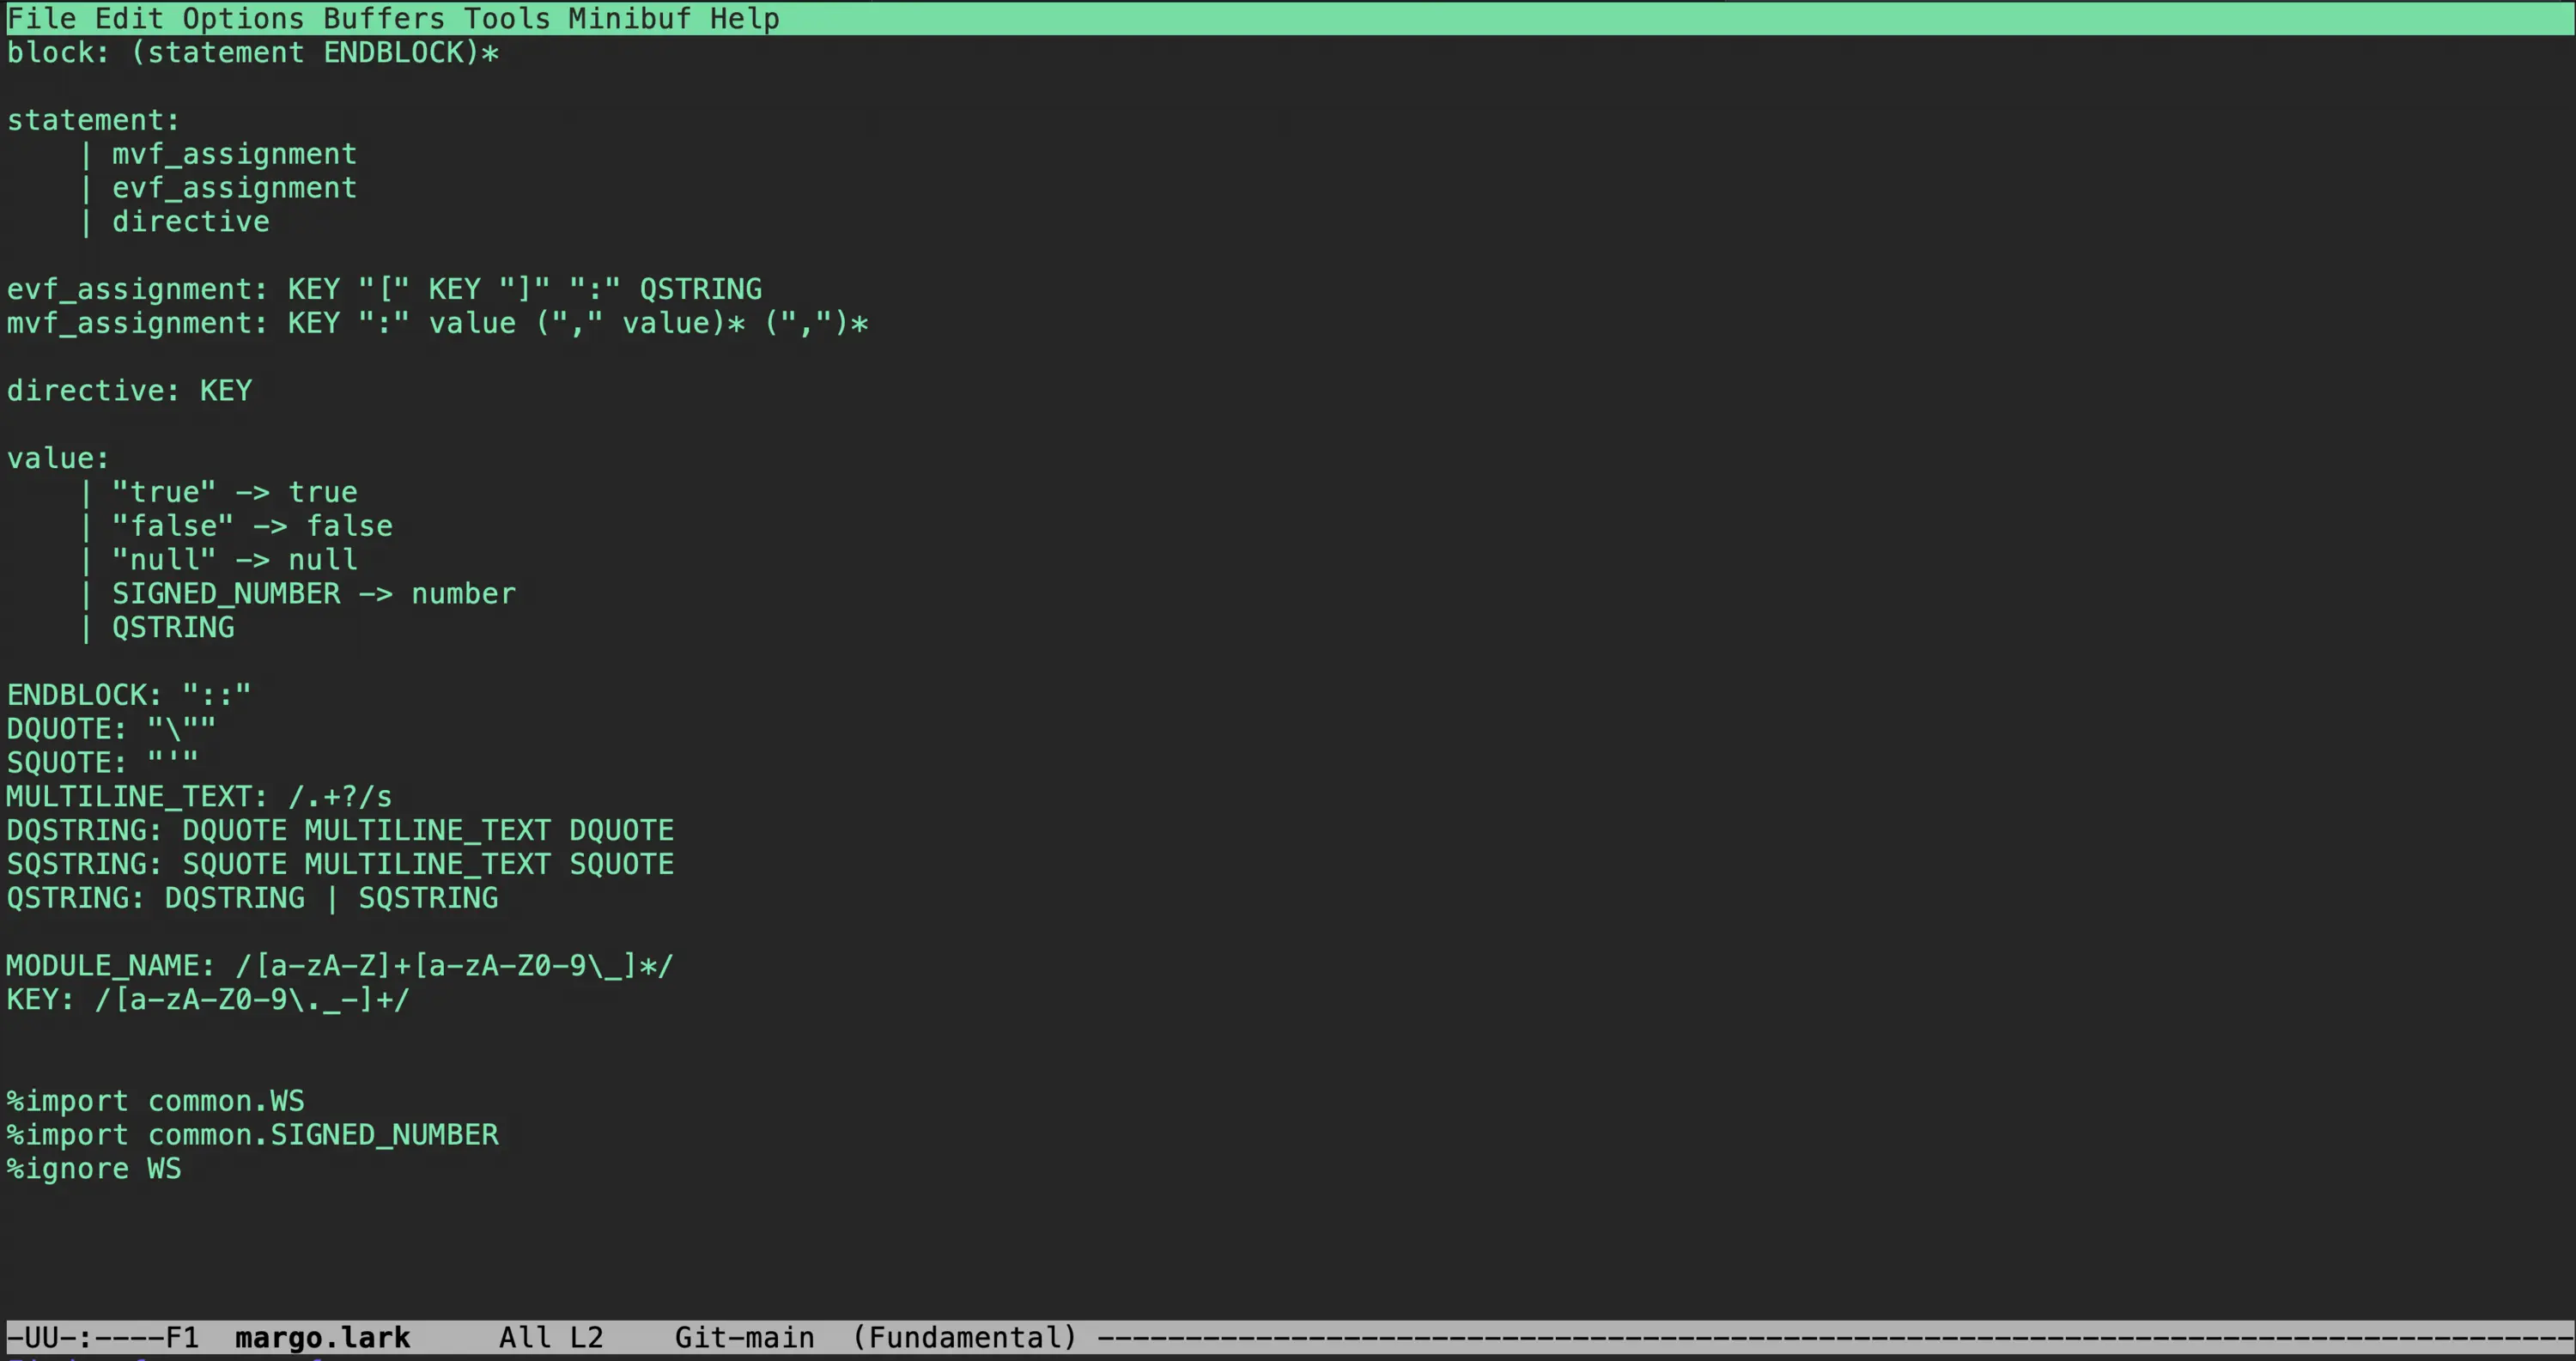 File Edit Options Buffers Tools Minibuf Help
block: (statement ENDBLOCK)*
statement:
    | mvf_assignment
    | evf_assignment
    | directive
evf_assignment: KEY "[" KEY "]" ":" QSTRING
mvf_assignment: KEY ":" value ("," value)* (",")*
directive: KEY
value:
    | "true" -> true
    | "false" -> false
    | "null" -> null
    | SIGNED_NUMBER -> number
    | QSTRING
ENDBLOCK: "::"
DQUOTE: "\""
SQUOTE: "'"
MULTILINE_TEXT: /.+?/s
DQSTRING: DQUOTE MULTILINE_TEXT DQUOTE
SQSTRING: SQUOTE MULTILINE_TEXT SQUOTE
QSTRING: DQSTRING | SQSTRING
MODULE_NAME: /[a-zA-Z]+[a-zA-Z0-9\_]*/
KEY: /[a-zA-Z0-9\._-]+/
%import common.WS
%import common.SIGNED_NUMBER
%ignore WS
-UU-:----F1  margo.lark     All L2    Git-main  (Fundamental) ------------------------------------------------------------------------------------